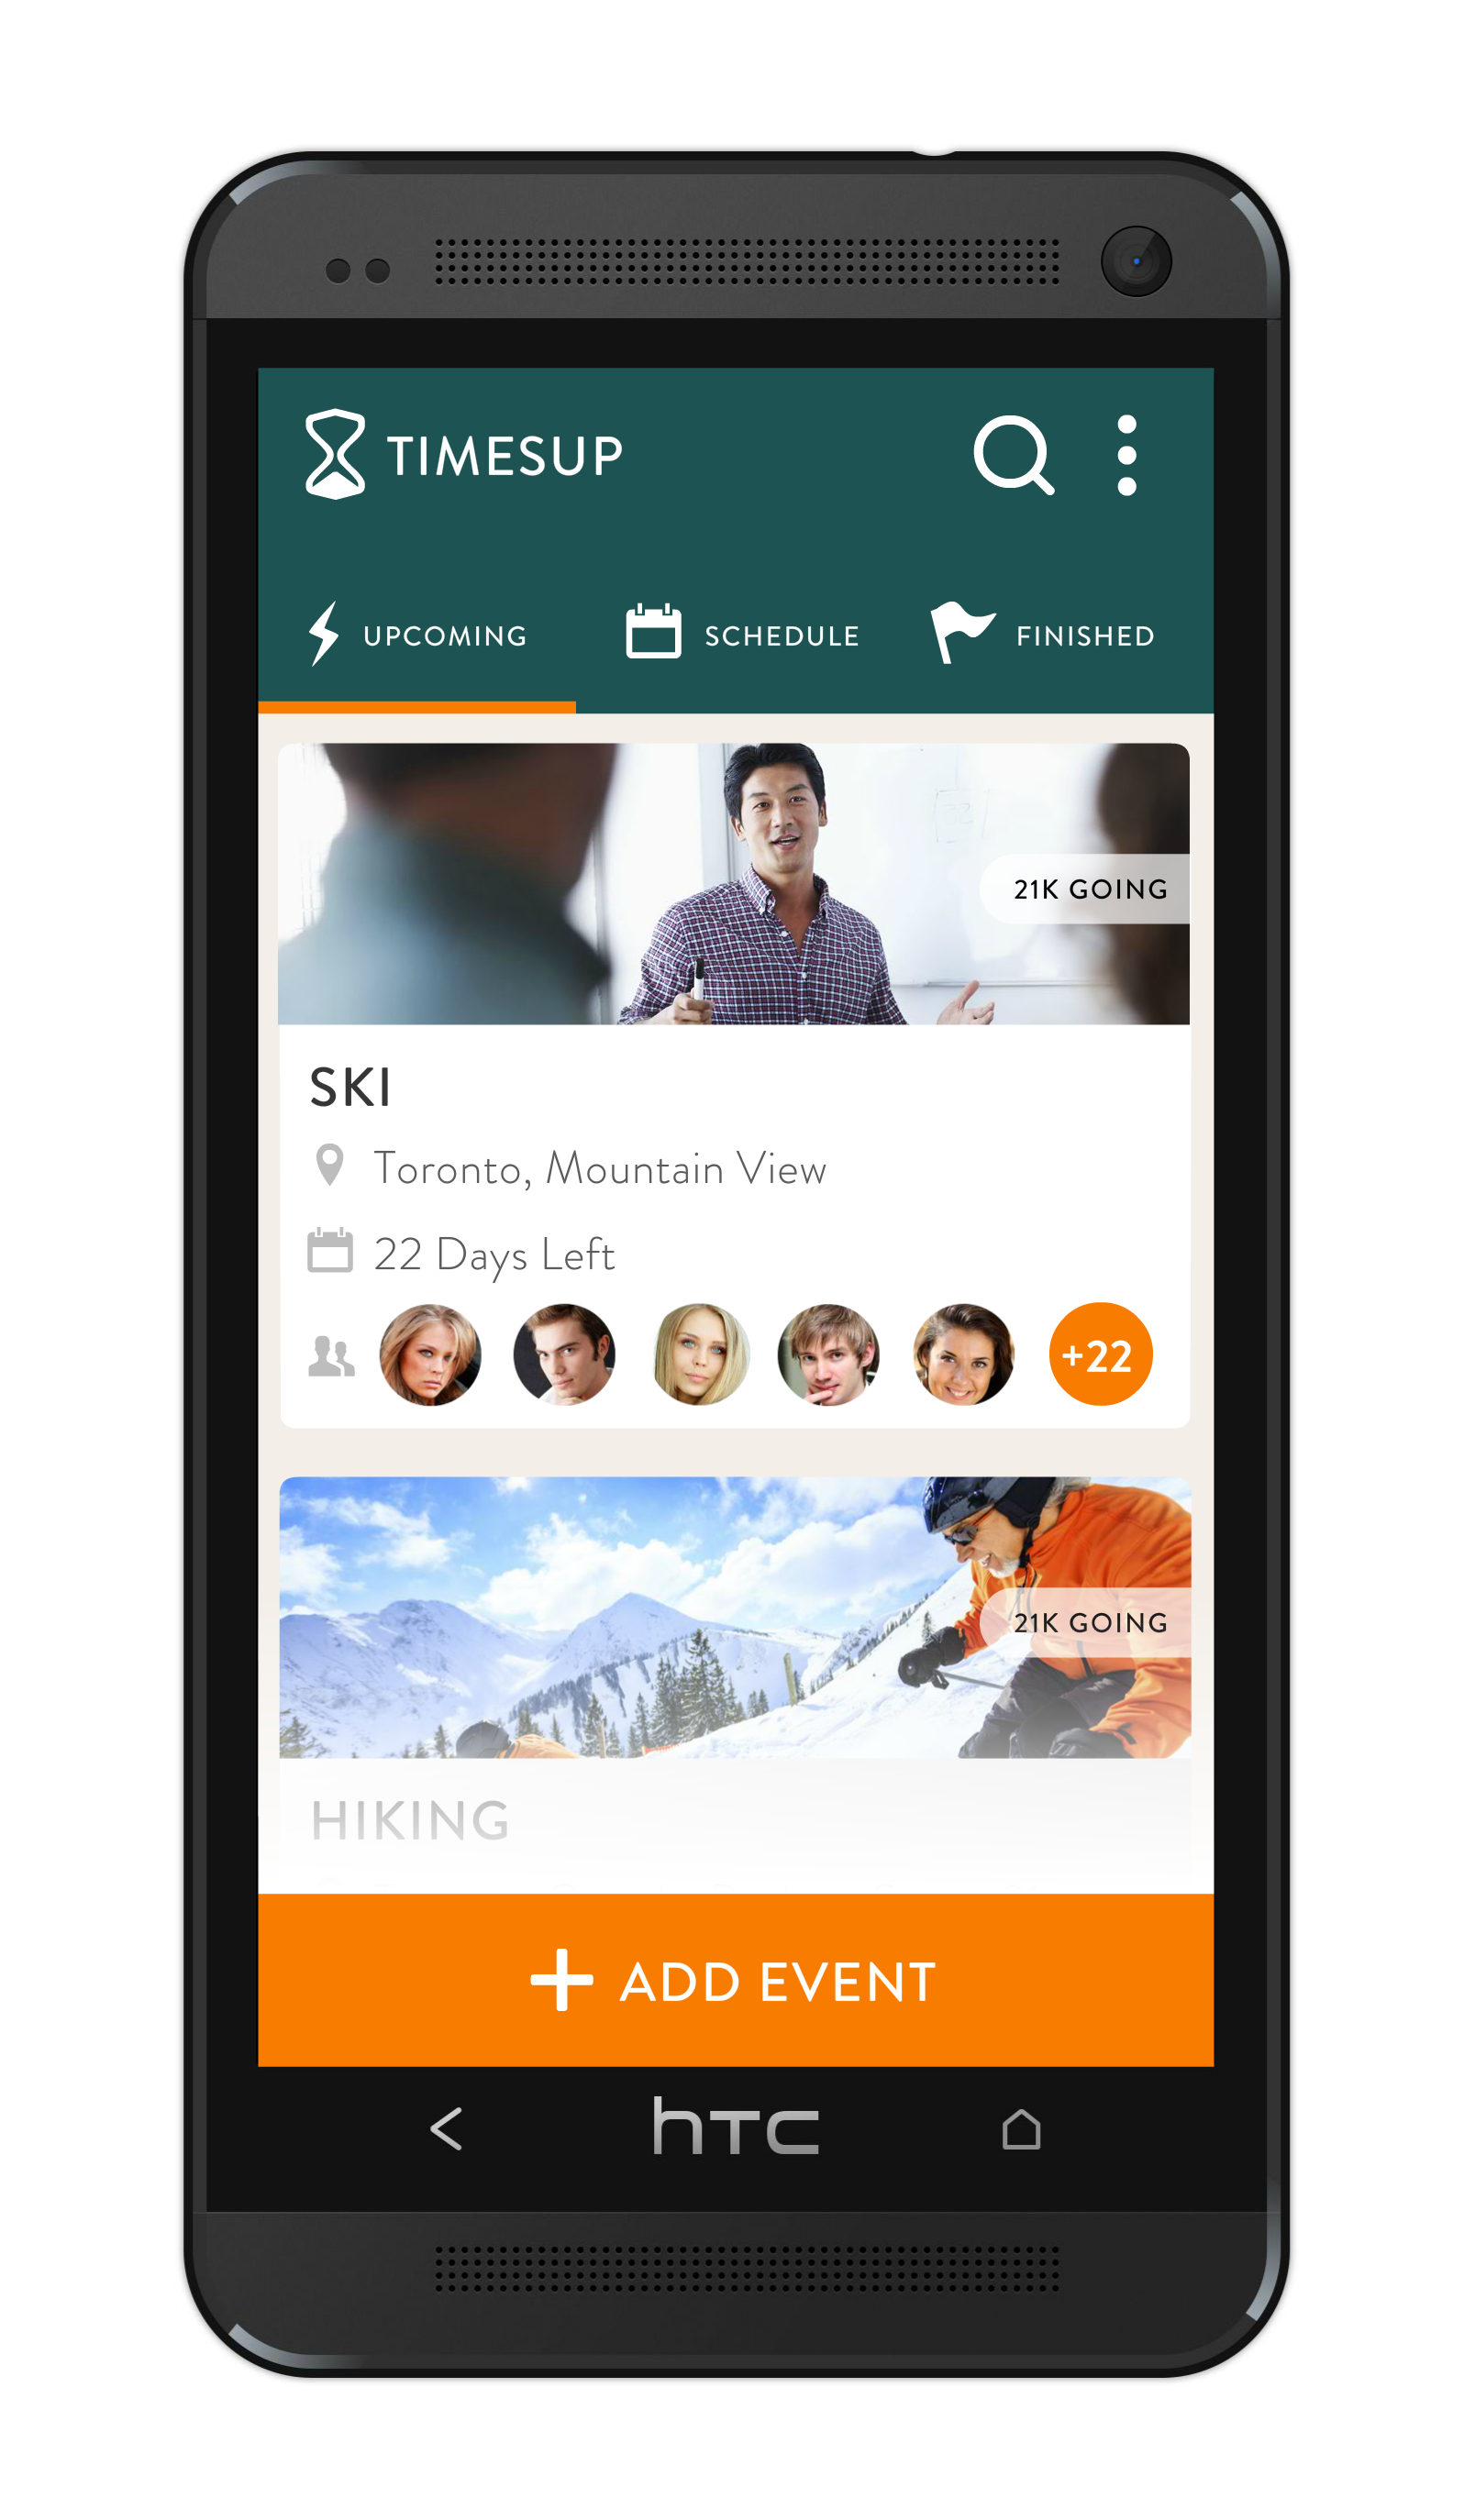 TIMESUP
UPCOMING
SCHEDULE
FINISHED
21K GOING
SKI
Toronto, Mountain View
22 Days Left
+22
21K GOING
HIKING
+ ADD EVENT
hTC